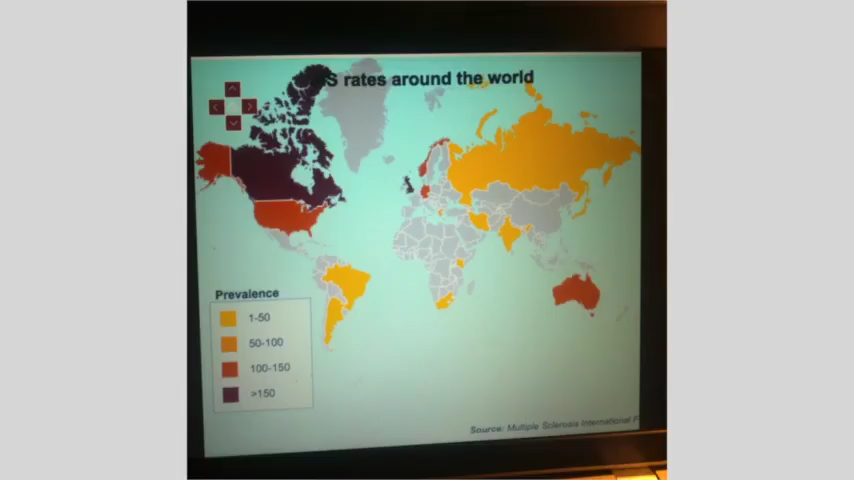 S rates around the world
Prevalence
1-50
50-100
100-150
>150
Source: Multiple Sclerosis International F